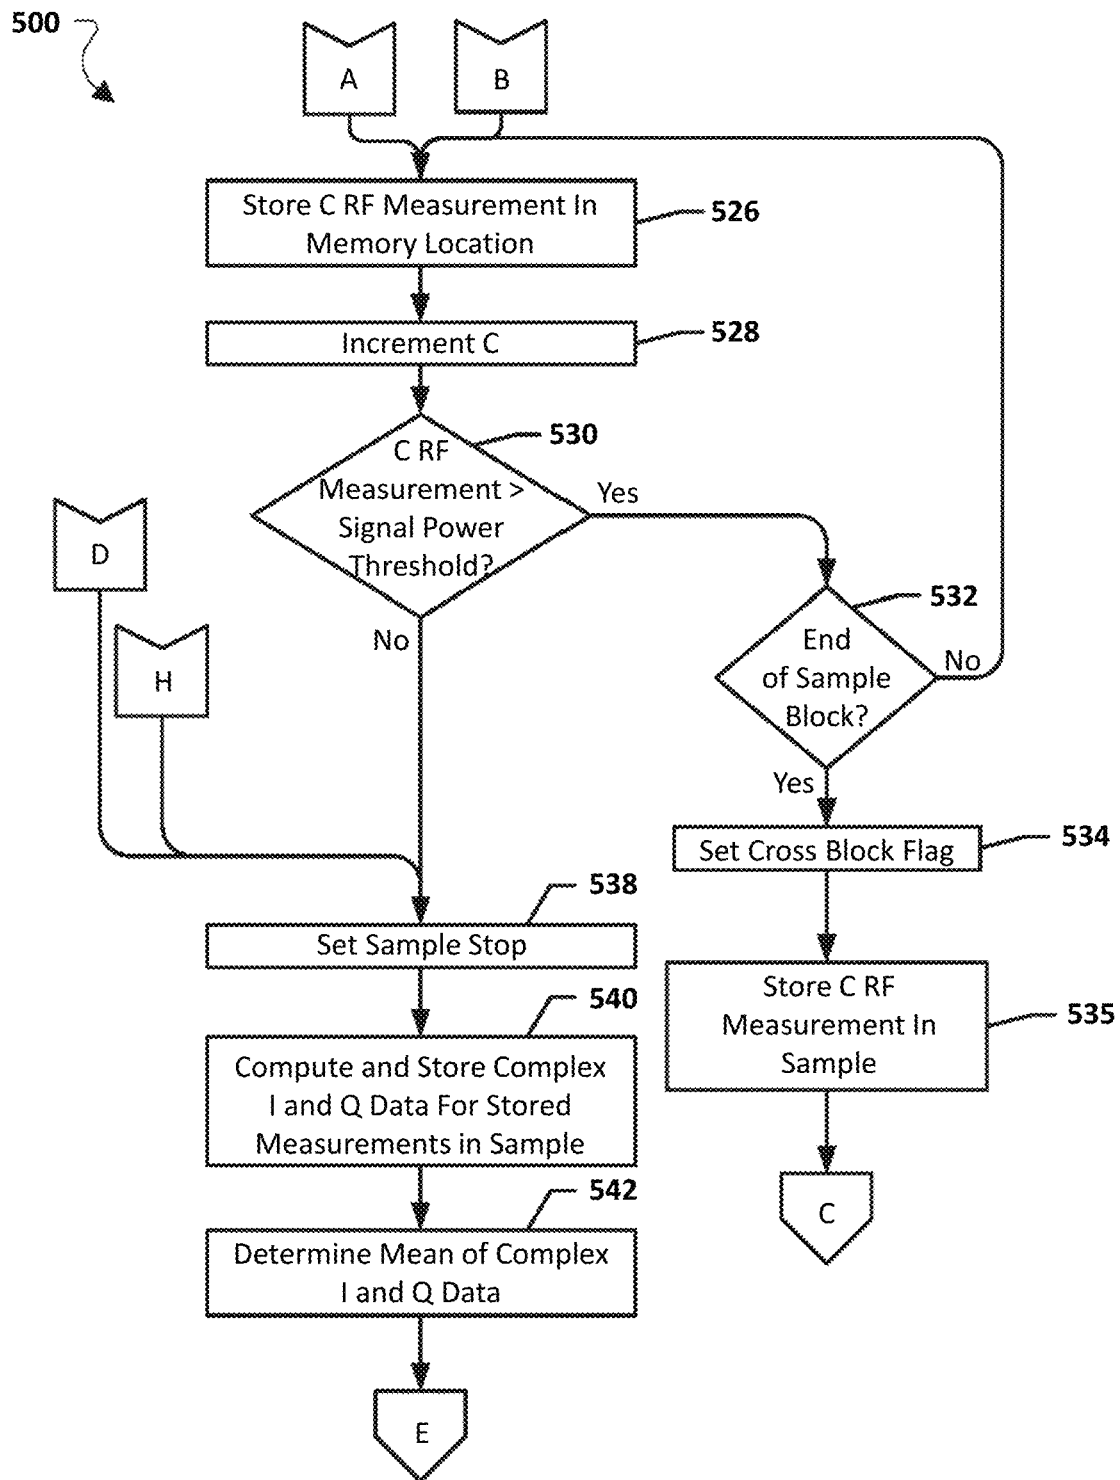 500
A
B
Store C RF Measurement In
Memory Location
526
Increment C
528
530
C RF
Measurement >
Signal Power
Threshold?
Yes
No
D
H
532
End
of Sample
Block?
No
Yes
Set Cross Block Flag
534
538
Set Sample Stop
Store C RF
Measurement In
Sample
535
540
Compute and Store Complex
I and Q Data For Stored
Measurements in Sample
542
Determine Mean of Complex
I and Q Data
C
E